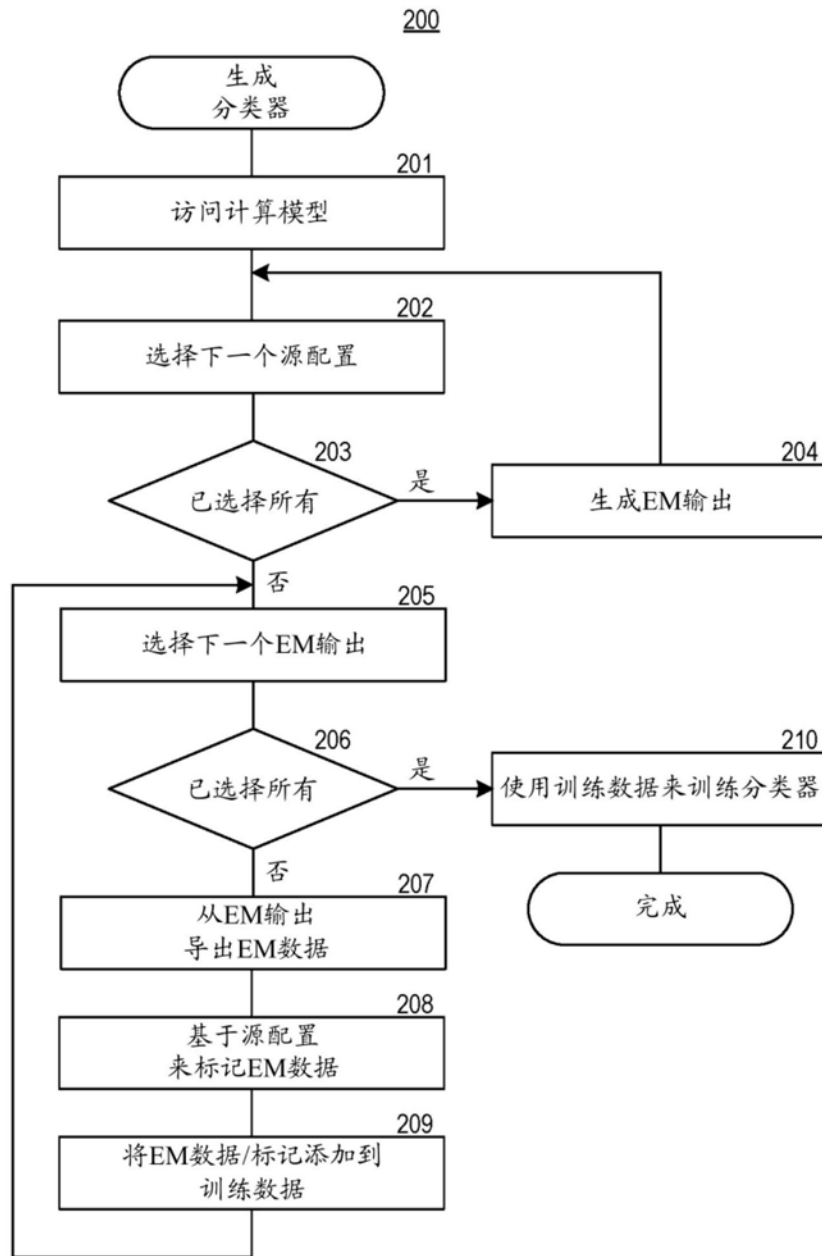 200
生成
分类器
201
访问计算模型
202
选择下一个源配置
203
已选择所有
是
204
生成EM输出
否
205
选择下一个EM输出
206
已选择所有
是
210
使用训练数据来训练分类器
否
完成
207
从EM输出
导出EM数据
208
基于源配置
来标记EM数据
209
将EM数据/标记添加到
训练数据